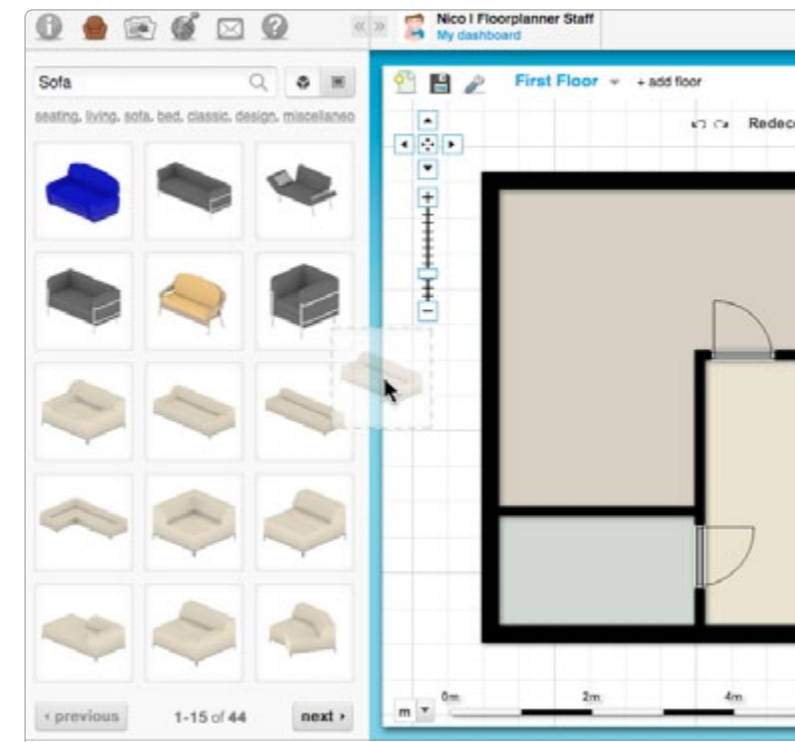 Nico I Floorplanner Staff
My dashboard
Sofa
seating, living, sofa, bed, classic, design, miscellaneo
First Floor
+ add floor
Redeco
0m
2m
4m
m
‹ previous
1-15 of 44
next ›